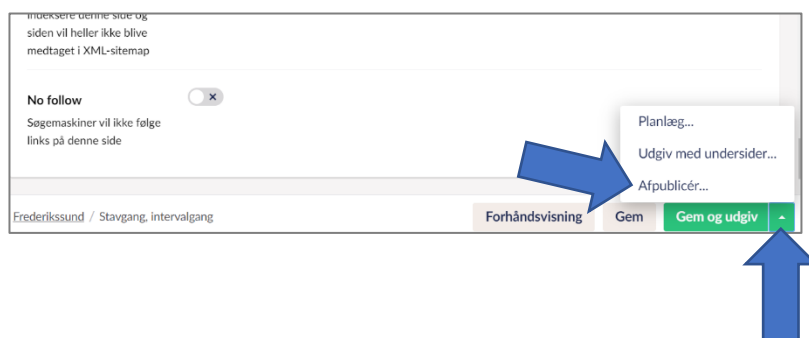 indeksere denne side og
siden vil heller ikke blive
medtaget i XML-sitemap
No follow
Søgemaskiner vil ikke følge
links på denne side
Planlæg...
Udgiv med undersider...
Afpublicér...
Frederikssund / Stavgang, intervalgang
Forhåndsvisning
Gem
Gem og udgiv